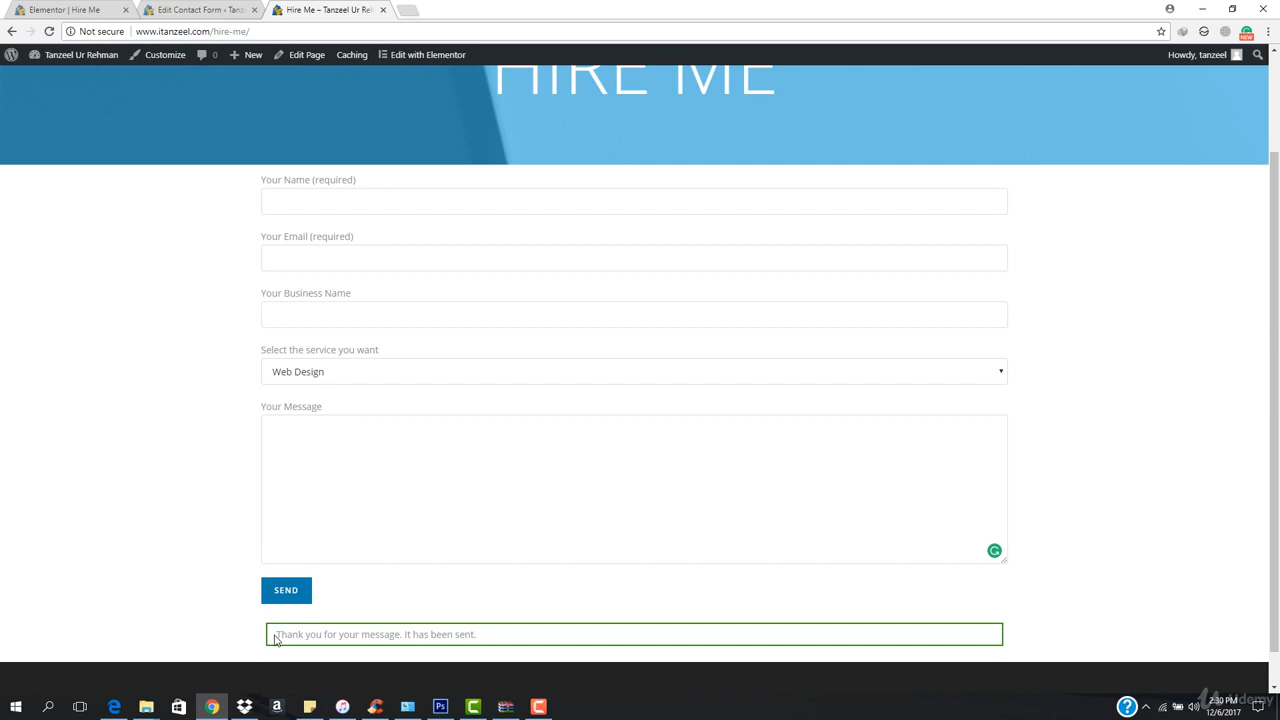 Elementor | Hire Me
Edit Contact Form ‹ Tanz
Hire Me – Tanzeel Ur Reh
Not secure
www.itanzeel.com/hire-me/
NEW
Tanzeel Ur Rehman
Customize
0
New
Edit Page
Caching
Edit with Elementor
Howdy, tanzeel
HIRE ME
Your Name (required)
Your Email (required)
Your Business Name
Select the service you want
Web Design
Your Message
SEND
Thank you for your message. It has been sent.
2:30 PM
12/6/2017
Udemy